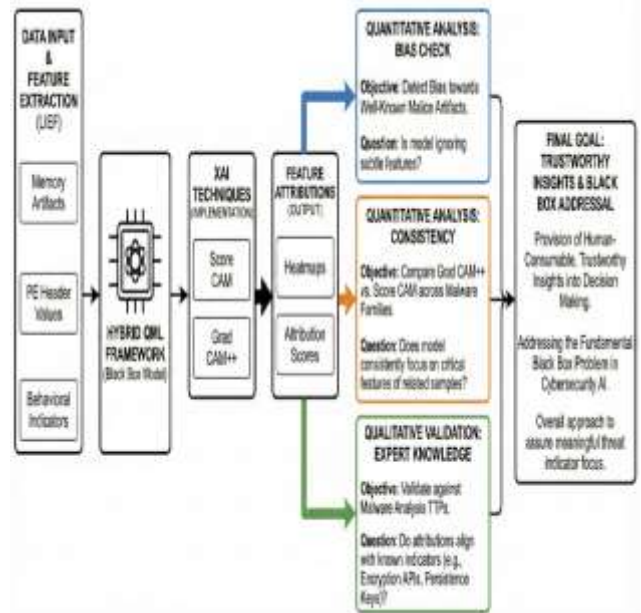 DATA INPUT
&
FEATURE
EXTRACTION
(LIEF)
Memory
Artifacts
PE Header
Values
Behavioral
Indicators
HYBRID QML
FRAMEWORK
(Black Box Model)
XAI
TECHNIQUES
(IMPLEMENTATION)
Score
CAM
Grad
CAM++
FEATURE
ATTRIBUTIONS
(OUTPUT)
Heatmaps
Attribution
Scores
QUANTITATIVE ANALYSIS:
BIAS CHECK
Objective: Detect Bias towards
Well-Known Malice Artifacts.
Question: Is model ignoring
subtle features?
QUANTITATIVE ANALYSIS:
CONSISTENCY
Objective: Compare Grad CAM++
vs. Score CAM across Malware
Families.
Question: Does model
consistently focus on critical
features of related samples?
QUALITATIVE VALIDATION:
EXPERT KNOWLEDGE
Objective: Validate against
Malware Analysis TTPs.
Question: Do attributions align
with known indicators (e.g.,
Encryption APIs, Persistence
Keys)?
FINAL GOAL:
TRUSTWORTHY
INSIGHTS & BLACK
BOX ADDRESSAL
Provision of Human-
Consumable, Trustworthy
Insights into Decision
Making.
Addressing the Fundamental
Black Box Problem in
Cybersecurity AI.
Overall approach to
assure meaningful threat
indicator focus.